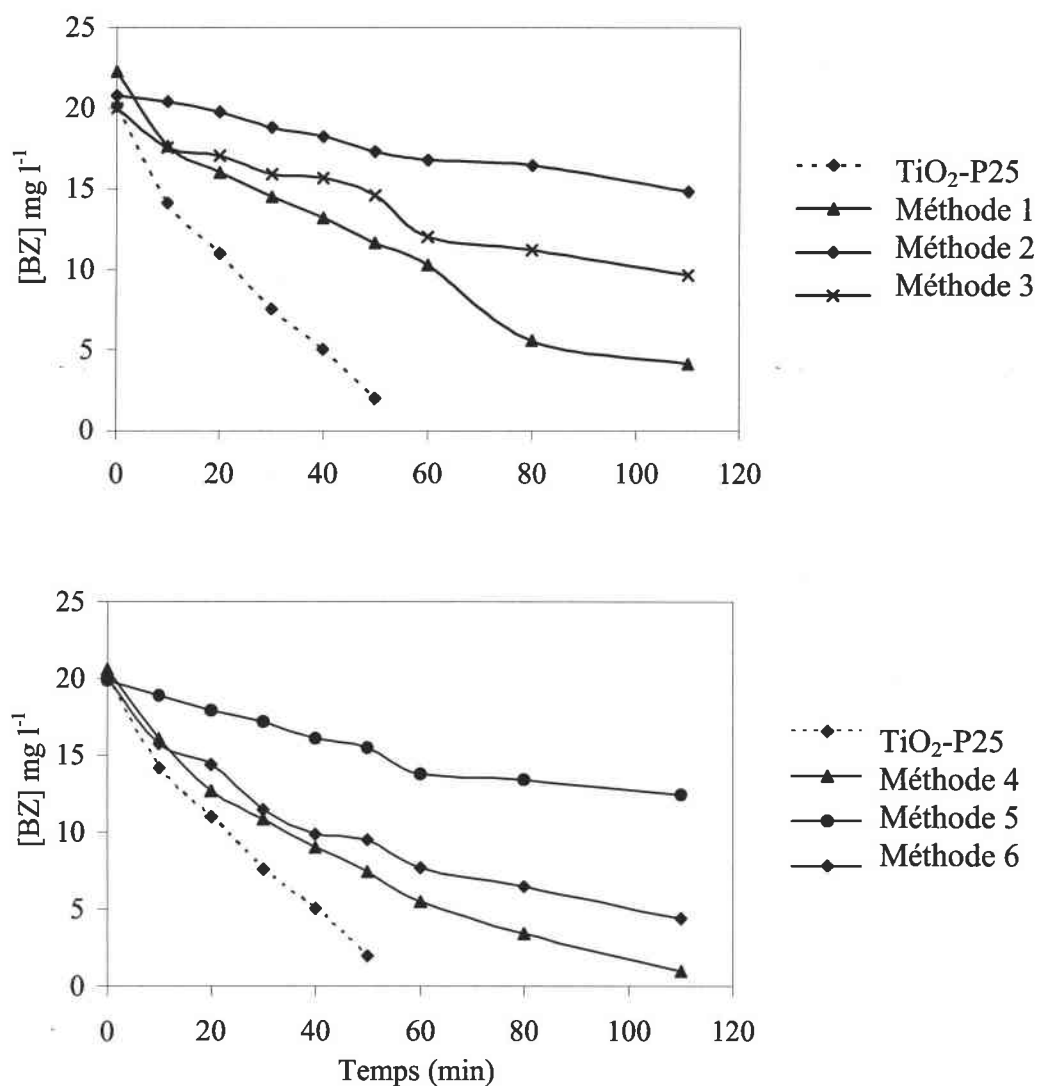 25
20
15
10
5
0
[BZ] mg l⁻¹
0 20 40 60 80 100 120
TiO₂-P25
Méthode 1
Méthode 2
Méthode 3
25
20
15
10
5
0
[BZ] mg l⁻¹
0 20 40 60 80 100 120
Temps (min)
TiO₂-P25
Méthode 4
Méthode 5
Méthode 6